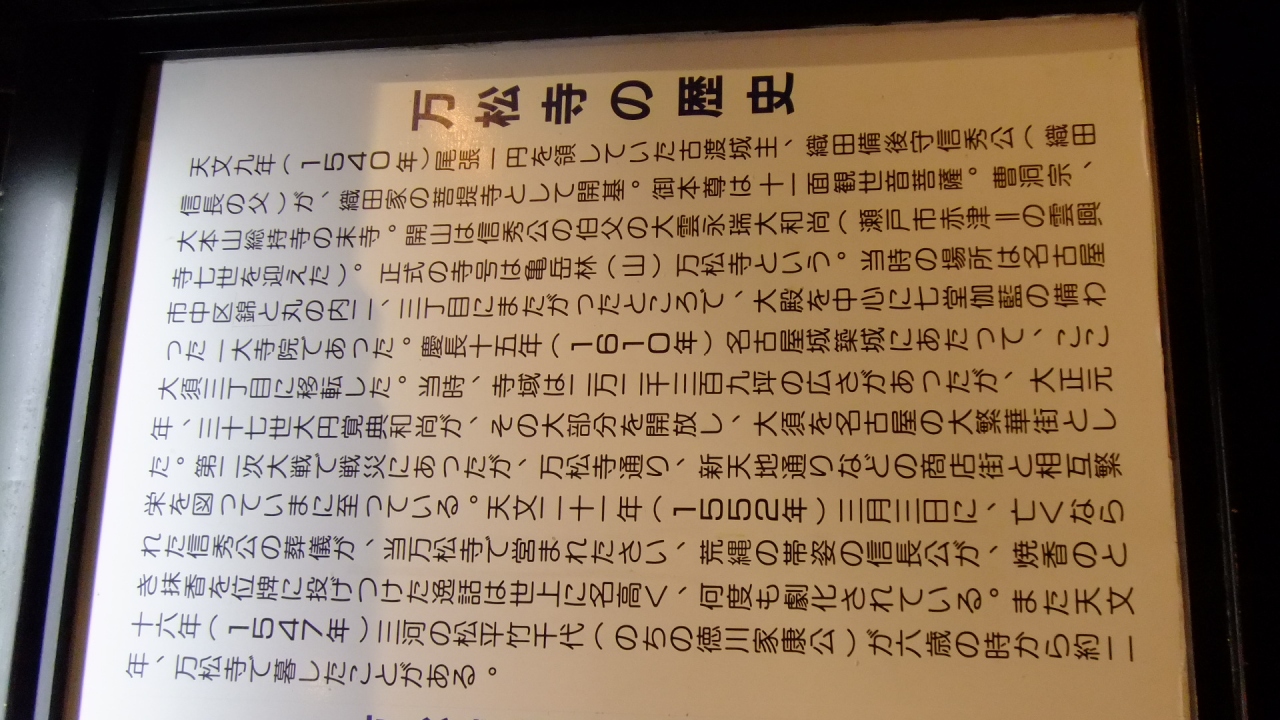 万松寺の歴史
天文九年（1540年）尾張一円を領していた古渡城主、織田備後守信秀公（織田
信長の父）が、織田家の菩提寺として開基。御本尊は十一面観世音菩薩。曹洞宗、
大本山総持寺の末寺。開山は信秀公の伯父の大雲永瑞大和尚（瀬戸市赤津＝の雲興
寺七世を迎えた）。正式の寺号は亀岳林（山）万松寺という。当時の場所は名古屋
市中区錦と丸の内二、三丁目にまたがったところで、大殿を中心に七堂伽藍の備わ
った一大寺院であった。慶長十五年（1610年）名古屋城築城にあたって、ここ
大須三丁目に移転した。当時、寺域は二万二千三百九坪の広さがあったが、大正元
年、三十七世大円覚典和尚が、その大部分を開放し、大須を名古屋の大繁華街とし
た。第二次大戦で戦災にあったが、万松寺通り、新天地通りなどの商店街と相互繁
栄を図っていまに至っている。天文二十一年（1552年）三月三日に、亡くなら
れた信秀公の葬儀が、当万松寺で営まれたさい、荒縄の帯姿の信長公が、焼香のと
き抹香を位牌に投げつけた逸話は世上に名高く、何度も劇化されている。また天文
十六年（1547年）三河の松平竹千代（のちの徳川家康公）が六歳の時から約二
年、万松寺で暮したことがある。